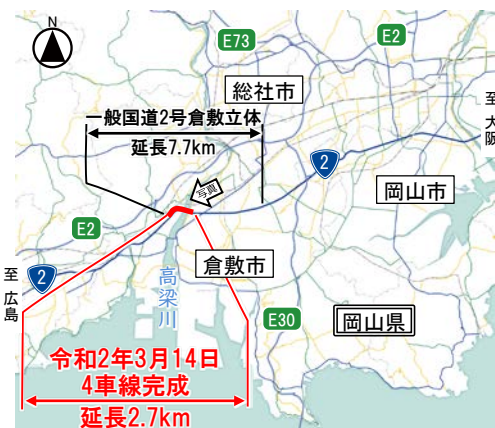 N
E73
E2
総社市
至 大阪
一般国道2号倉敷立体
延長7.7km
写真
2
岡山市
E2
倉敷市
2
至 広島
高梁川
E30
岡山県
令和2年3月14日
4車線完成
延長2.7km